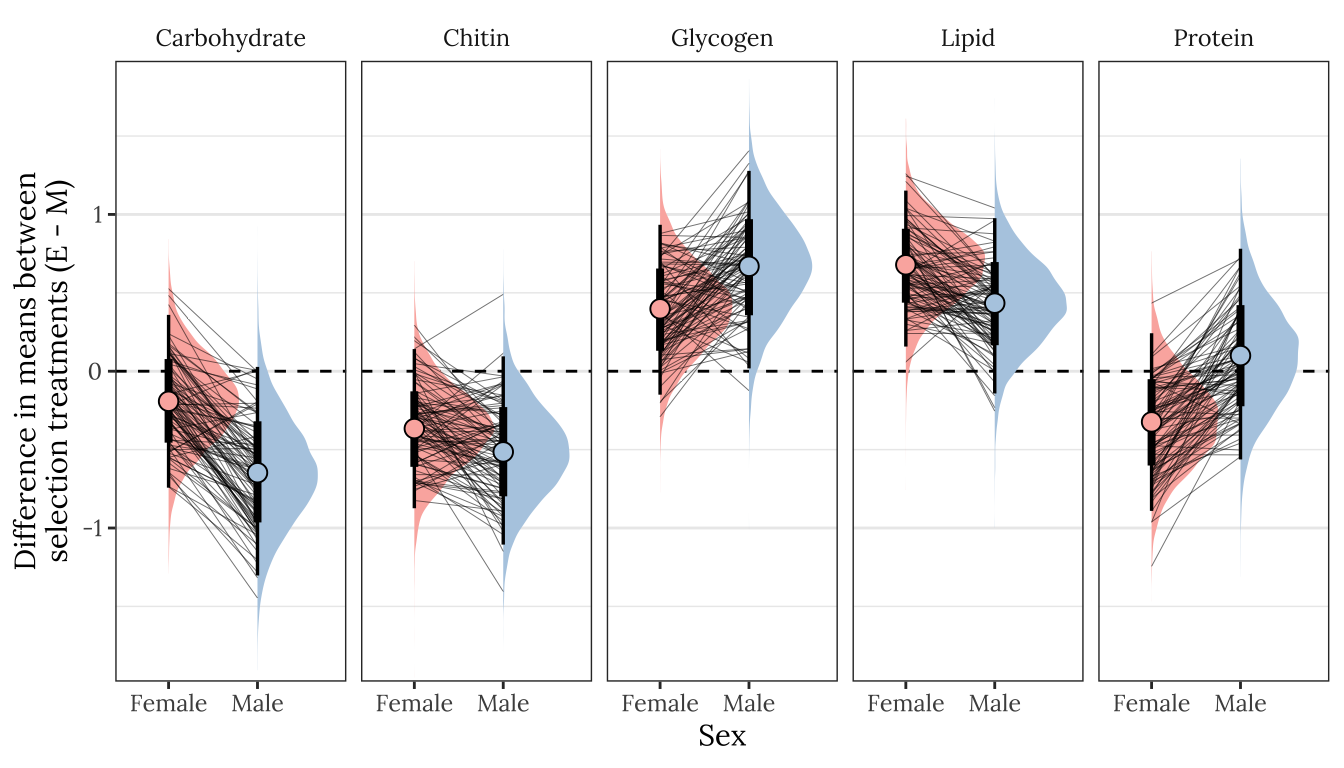 Carbohydrate Chitin Glycogen Lipid Protein
Difference in means between
selection treatments (E - M)
1
0
-1
Female Male Female Male Female Male Female Male Female Male
Sex